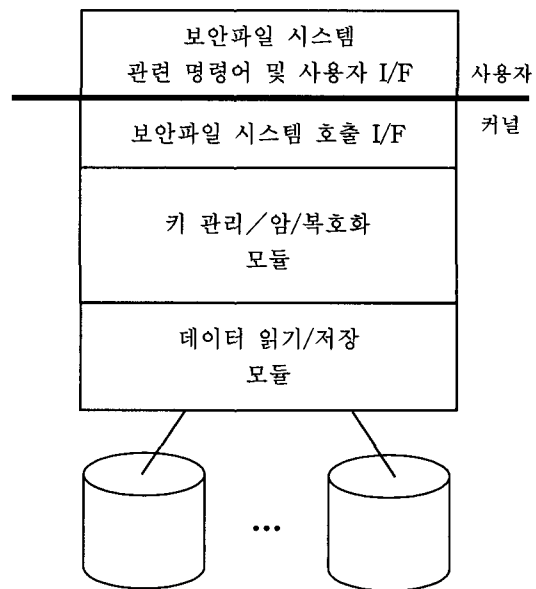 보안파일 시스템
관련 명령어 및 사용자 I/F
사용자
커널
보안파일 시스템 호출 I/F
키 관리/암/복호화
모듈
데이터 읽기/저장
모듈
...